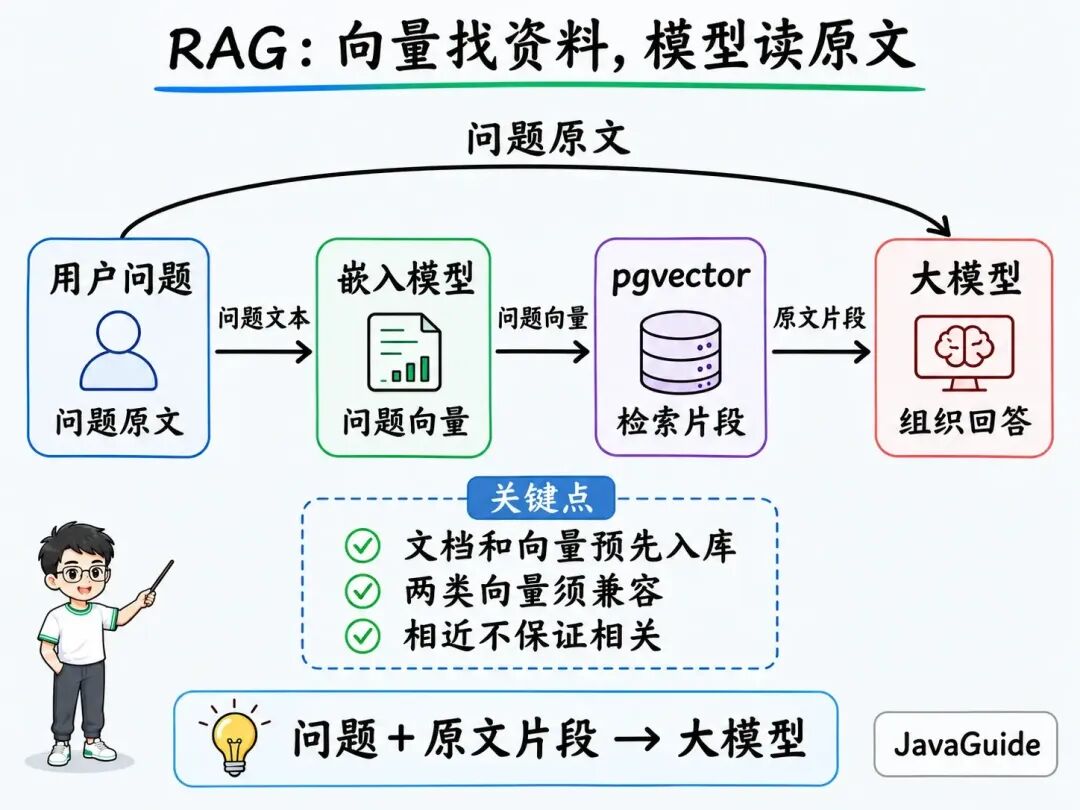 RAG：向量找资料，模型读原文
问题原文
用户问题
问题原文
问题文本
嵌入模型
问题向量
问题向量
pgvector
检索片段
原文片段
大模型
组织回答
关键点
文档和向量预先入库
两类向量须兼容
相近不保证相关
问题＋原文片段→大模型
JavaGuide